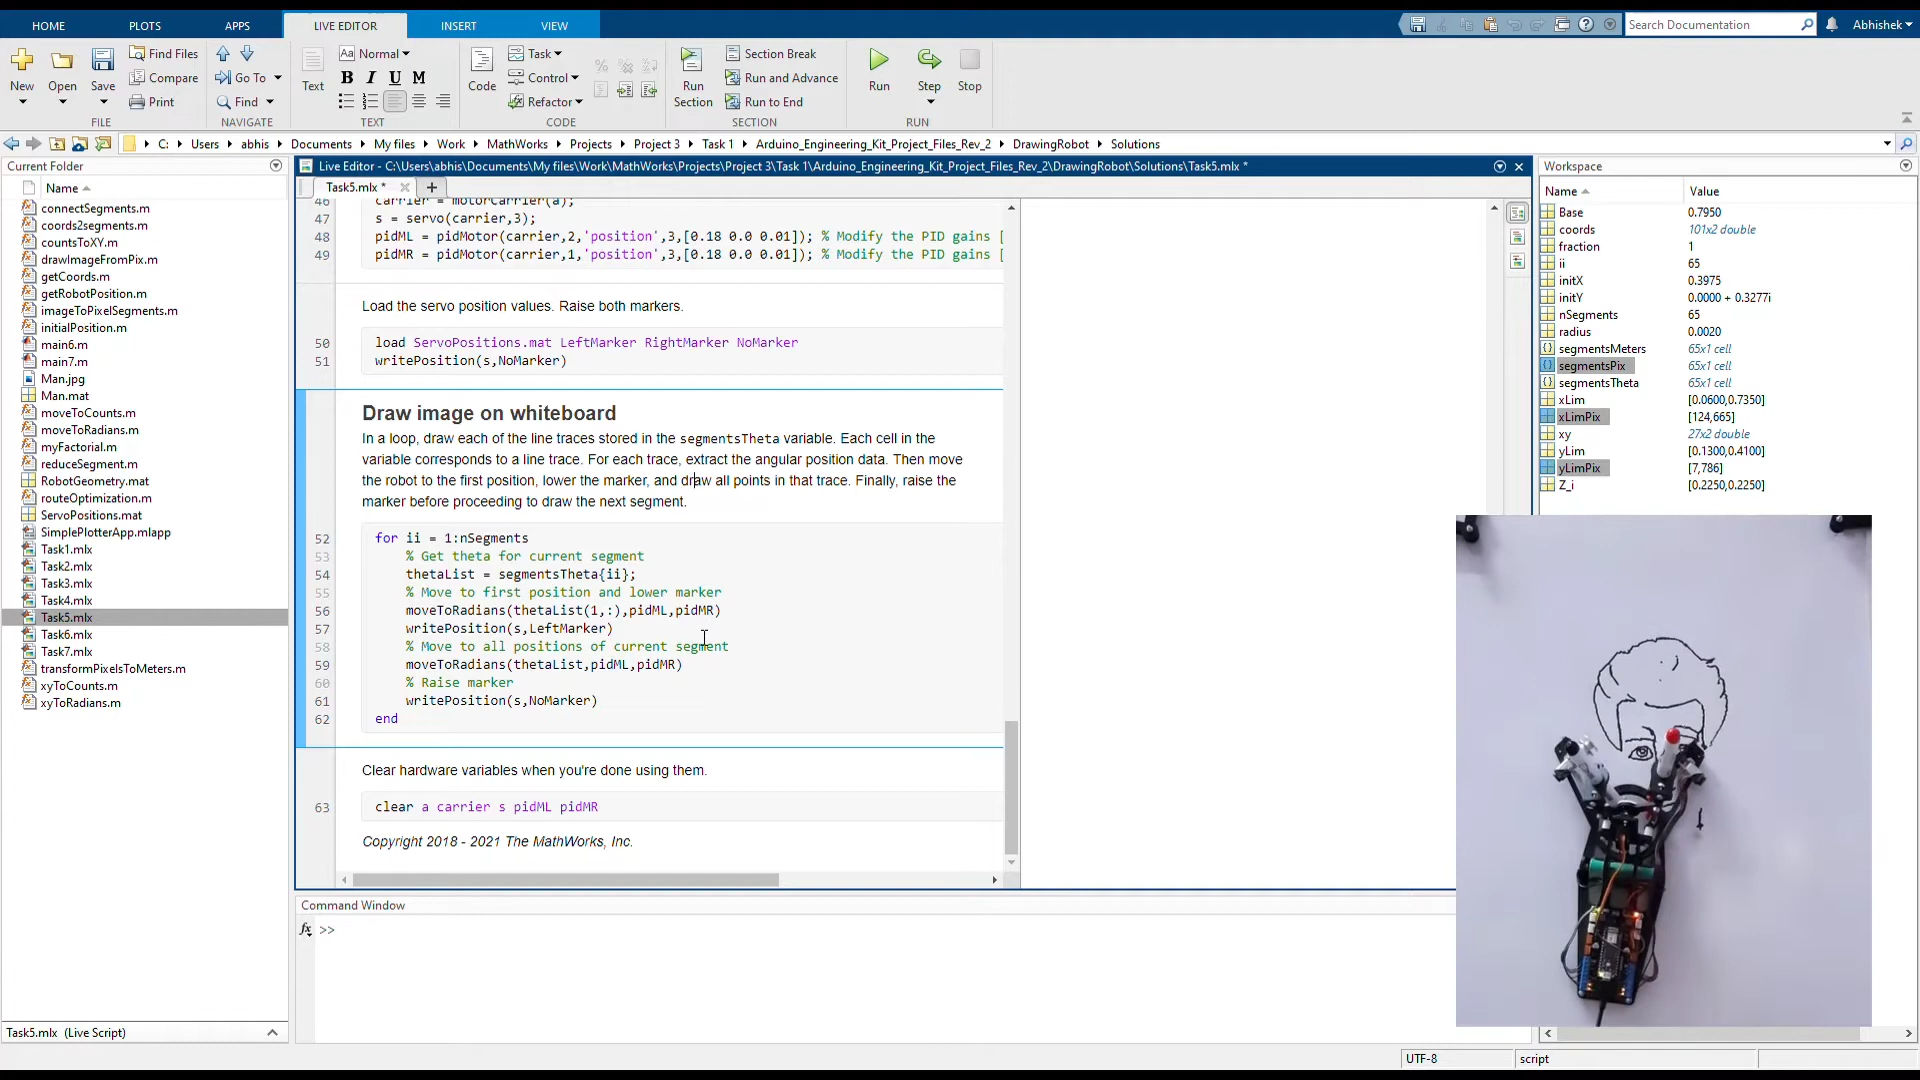 HOME
PLOTS
APPS
LIVE EDITOR
INSERT
VIEW
Search Documentation
Abhishek
New
Open
Save
Find Files
Compare
Print
FILE
Go To
Find
NAVIGATE
Text
Aa Normal
B I U M
TEXT
Code
Task
Control
Refactor
CODE
Run Section
Section Break
Run and Advance
Run to End
SECTION
Run
Step
Stop
RUN
C: Users abhis Documents My files Work MathWorks Projects Project 3 Task 1 Arduino_Engineering_Kit_Project_Files_Rev_2 DrawingRobot Solutions
Current Folder
Name
connectSegments.m
coords2segments.m
countsToXY.m
drawImageFromPix.m
getCoords.m
getRobotPosition.m
imageToPixelSegments.m
initialPosition.m
main6.m
main7.m
Man.jpg
Man.mat
moveToCounts.m
moveToRadians.m
myFactorial.m
reduceSegment.m
RobotGeometry.mat
routeOptimization.m
ServoPositions.mat
SimplePlotterApp.mlapp
Task1.mlx
Task2.mlx
Task3.mlx
Task4.mlx
Task5.mlx
Task6.mlx
Task7.mlx
transformPixelsToMeters.m
xyToCounts.m
xyToRadians.m
Task5.mlx (Live Script)
Live Editor - C:\Users\abhis\Documents\My files\Work\MathWorks\Projects\Project 3\Task 1\Arduino_Engineering_Kit_Project_Files_Rev_2\DrawingRobot\Solutions\Task5.mlx *
Task5.mlx *
46 carrier = motorCarrier(a);
47 s = servo(carrier,3);
48 pidML = pidMotor(carrier,2,'position',3,[0.18 0.0 0.01]); % Modify the PID gains [
49 pidMR = pidMotor(carrier,1,'position',3,[0.18 0.0 0.01]); % Modify the PID gains [
Load the servo position values. Raise both markers.
50 load ServoPositions.mat LeftMarker RightMarker NoMarker
51 writePosition(s,NoMarker)
Draw image on whiteboard
In a loop, draw each of the line traces stored in the segmentsTheta variable. Each cell in the
variable corresponds to a line trace. For each trace, extract the angular position data. Then move
the robot to the first position, lower the marker, and draw all points in that trace. Finally, raise the
marker before proceeding to draw the next segment.
52 for ii = 1:nSegments
53 % Get theta for current segment
54 thetaList = segmentsTheta{ii};
55 % Move to first position and lower marker
56 moveToRadians(thetaList(1,:),pidML,pidMR)
57 writePosition(s,LeftMarker)
58 % Move to all positions of current segment
59 moveToRadians(thetaList,pidML,pidMR)
60 % Raise marker
61 writePosition(s,NoMarker)
62 end
Clear hardware variables when you're done using them.
63 clear a carrier s pidML pidMR
Copyright 2018 - 2021 The MathWorks, Inc.
Command Window
fx >>
Workspace
Name Value
Base 0.7950
coords 101x2 double
fraction 1
ii 65
initX 0.3975
initY 0.0000 + 0.3277i
nSegments 65
radius 0.0020
segmentsMeters 65x1 cell
segmentsPix 65x1 cell
segmentsTheta 65x1 cell
xLim [0.0600,0.7350]
xLimPix [124,665]
xy 27x2 double
yLim [0.1300,0.4100]
yLimPix [7,786]
Z_i [0.2250,0.2250]
UTF-8
script